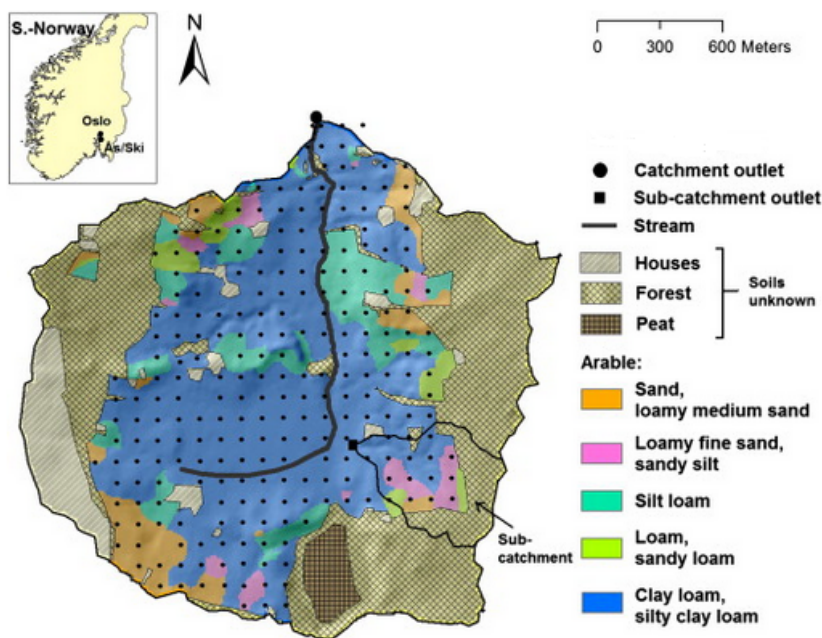 S.-Norway
Oslo
Ås/Ski
N
0 300 600 Meters
Catchment outlet
Sub-catchment outlet
Stream
Houses
Forest
Peat
Soils
unknown
Arable:
Sand,
loamy medium sand
Loamy fine sand,
sandy silt
Silt loam
Loam,
sandy loam
Clay loam,
silty clay loam
Sub-
catchment